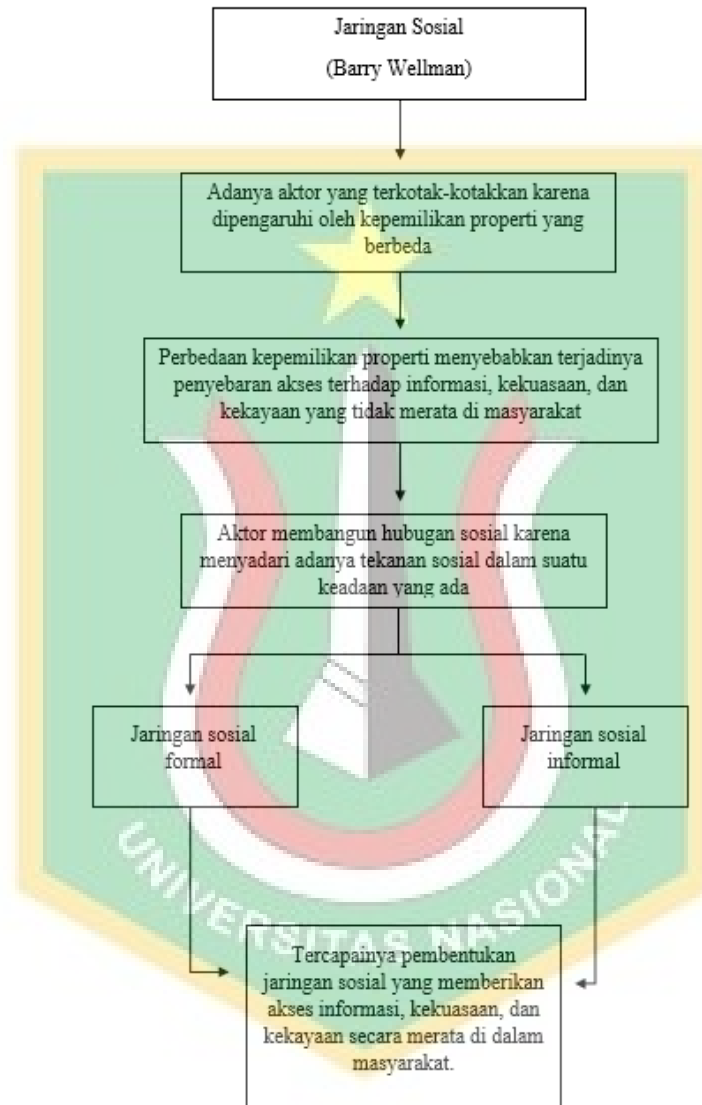 Jaringan Sosial
(Barry Wellman)
Adanya aktor yang terkotak-kotakkan karena
dipengaruhi oleh kepemilikan properti yang
berbeda
Perbedaan kepemilikan properti menyebabkan terjadinya
penyebaran akses terhadap informasi, kekuasaan, dan
kekayaan yang tidak merata di masyarakat
Aktor membangun hubugan sosial karena
menyadari adanya tekanan sosial dalam suatu
keadaan yang ada
Jaringan sosial
formal
Jaringan sosial
informal
UNIVERSITAS NASIONAL
Tercapainya pembentukan
jaringan sosial yang memberikan
akses informasi, kekuasaan, dan
kekayaan secara merata di dalam
masyarakat.